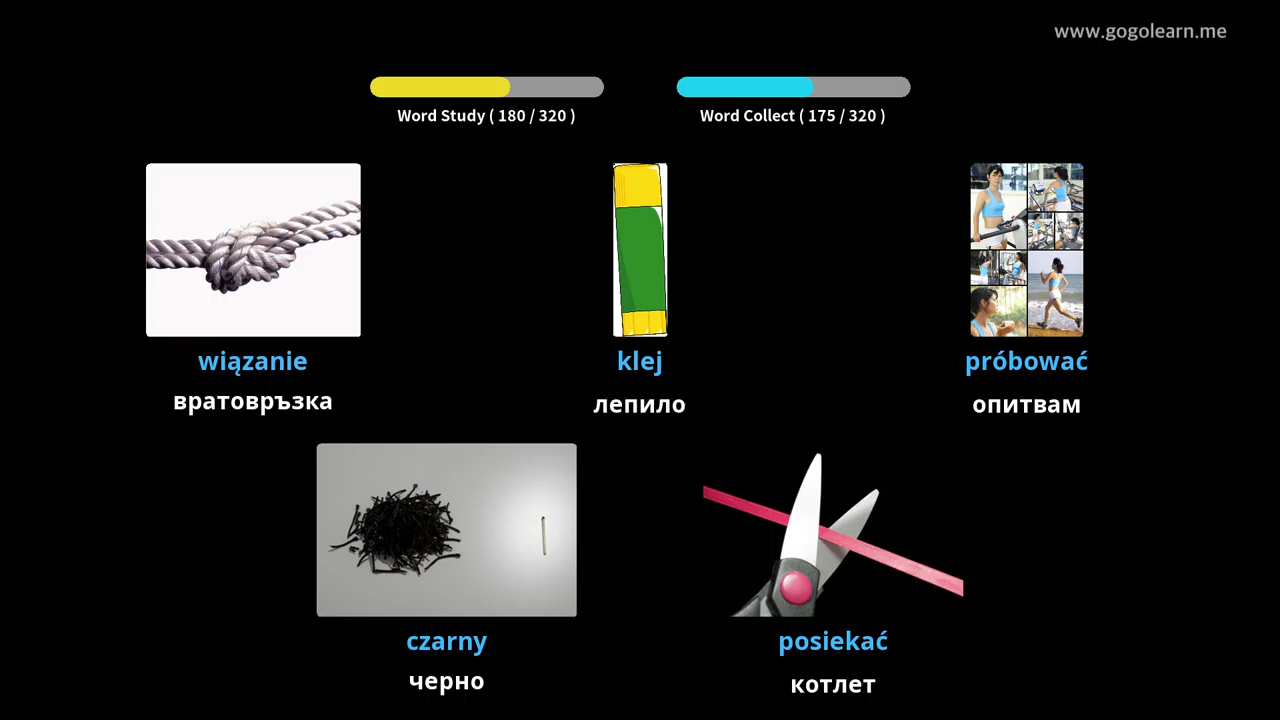 www.gogolearn.me
Word Study ( 180 / 320 )
Word Collect ( 175 / 320 )
wiązanie
вратовръзка
klej
лепило
próbować
опитвам
czarny
черно
posiekać
котлет